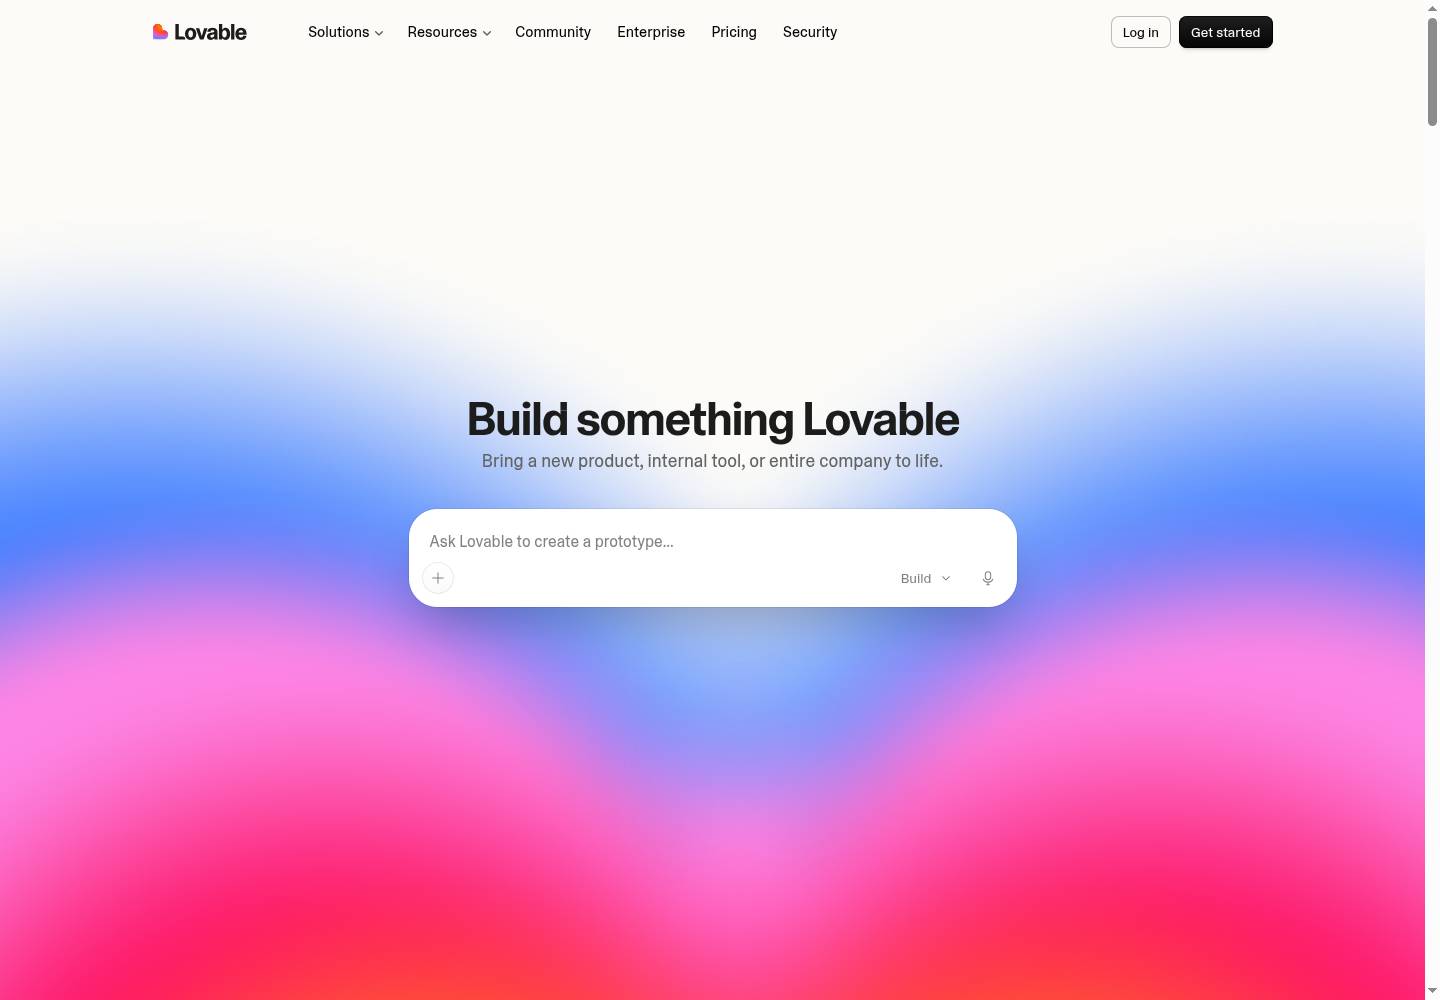 Lovable
Solutions
Resources
Community
Enterprise
Pricing
Security
Log in
Get started
Build something Lovable
Bring a new product, internal tool, or entire company to life.
Ask Lovable to create a prototype...
Build